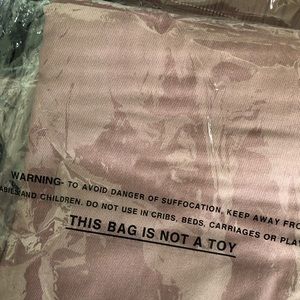 WARNING- TO AVOID DANGER OF SUFFOCATION, KEEP AWAY FRO
ABIES AND CHILDREN. DO NOT USE IN CRIBS, BEDS, CARRIAGES OR PLAY
THIS BAG IS NOT A TOY